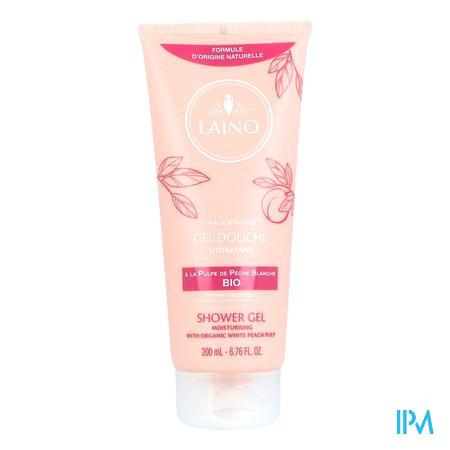 FORMULE
D'ORIGINE NATURELLE
LAINO
PEAUX SENSIBLES
GEL DOUCHE
HYDRATANT
À LA PULPE DE PÊCHE BLANCHE
BIO
SHOWER GEL
MOISTURISING
WITH ORGANIC WHITE PEACH PULP
200 mL - 6.76 FL. OZ.
IPM